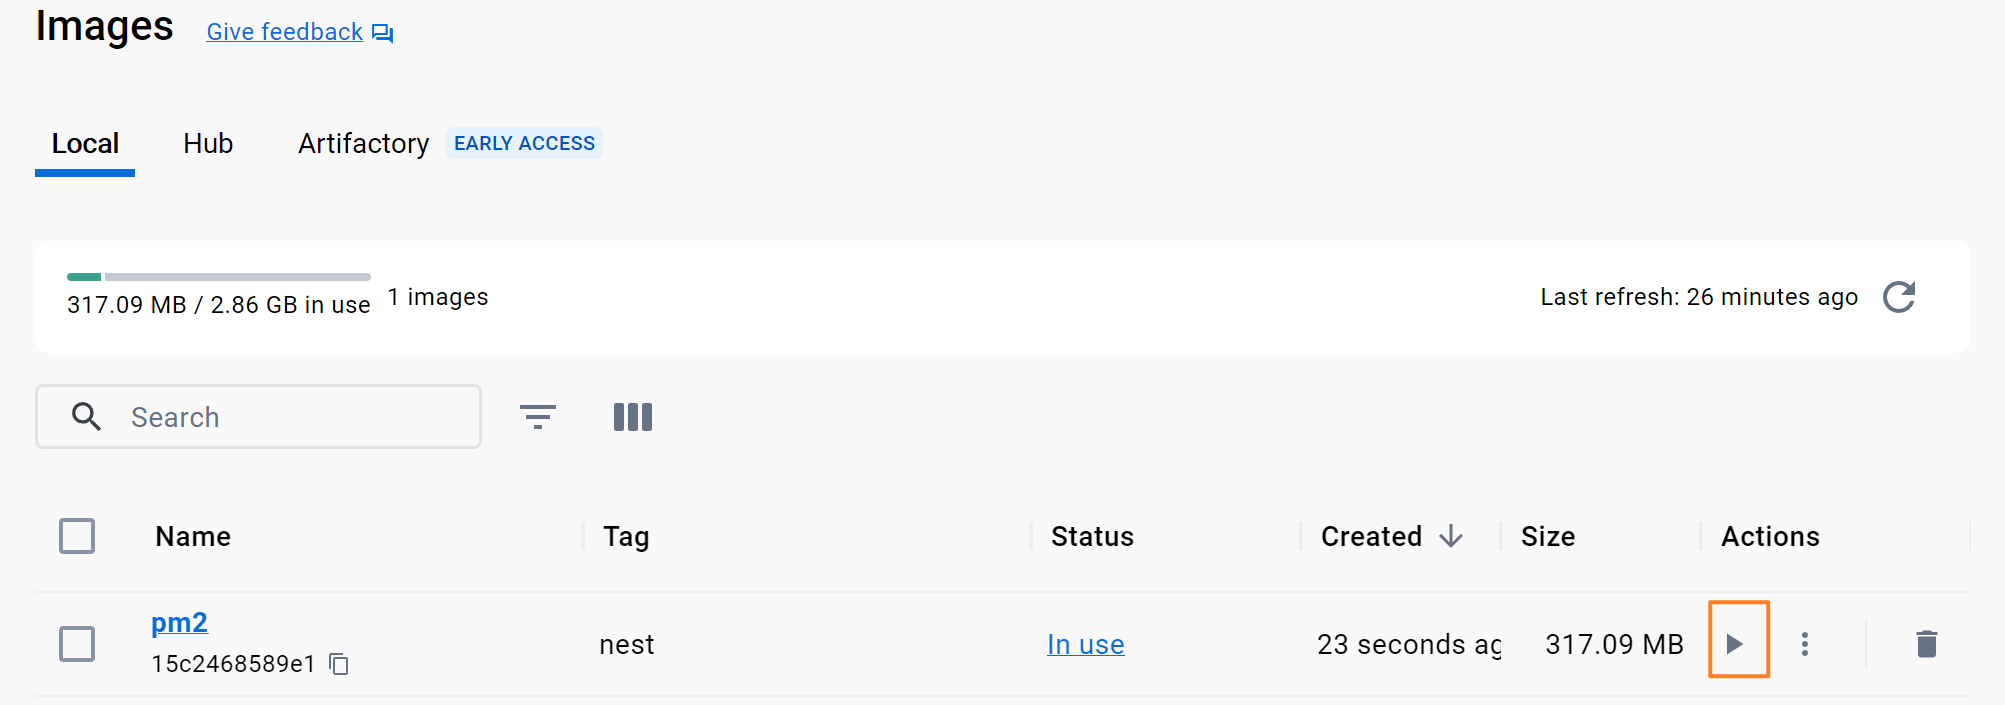 Images Give feedback
Local Hub Artifactory EARLY ACCESS
317.09 MB / 2.86 GB in use 1 images Last refresh: 26 minutes ago
Search
Name Tag Status Created Size Actions
pm2
15c2468589e1 nest In use 23 seconds ag 317.09 MB